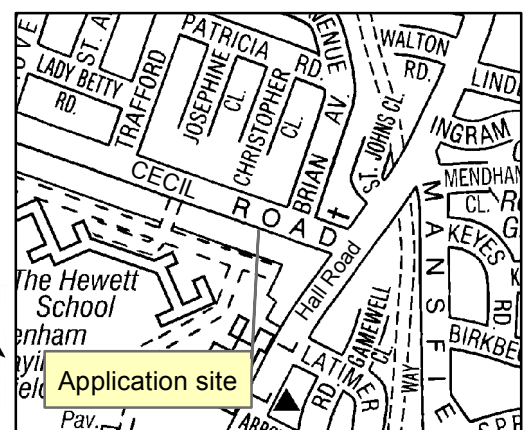 PATRICIA
RD.
ST. A
LADY BETTY
RD.
TRAFFORD
JOSEPHINE
CL.
CHRISTOPHER
CL.
BRIAN AV.
ENUE
WALTON
RD.
ST. JOHNS CL.
LIND
INGRAM
MENDHAM
CL.
KEYES
RD
BIRKBE
MANSFIE
CECIL ROAD
Hall Road
The Hewett
School
enham
Application site
Pav.
GAMEWELL
CL
LATIMER
RD
WAY